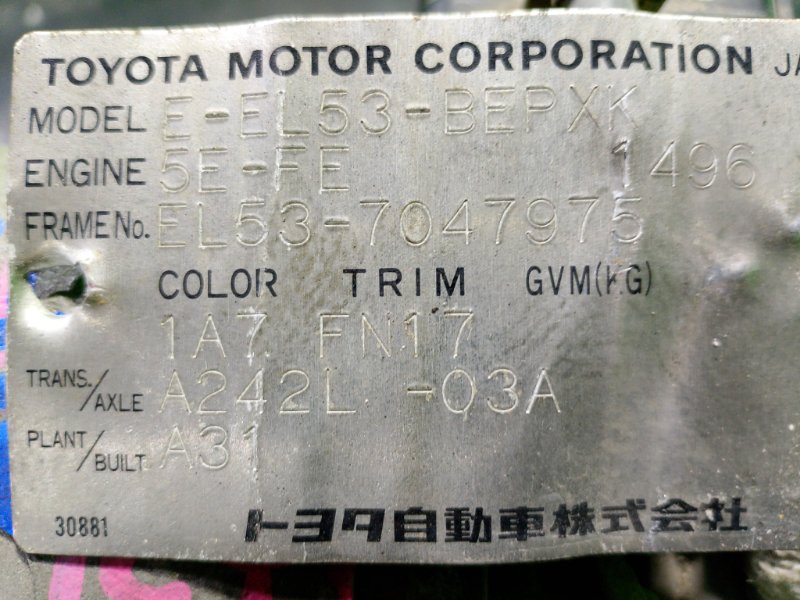 TOYOTA MOTOR CORPORATION JA
MODEL E-EL53-BEPXK
ENGINE 5E-FE 1496
FRAME No. EL53-7047975
COLOR TRIM GVM(KG)
1A7 FN17
TRANS./AXLE A242L -03A
PLANT/BUILT A31
30881 トヨタ自動車株式会社